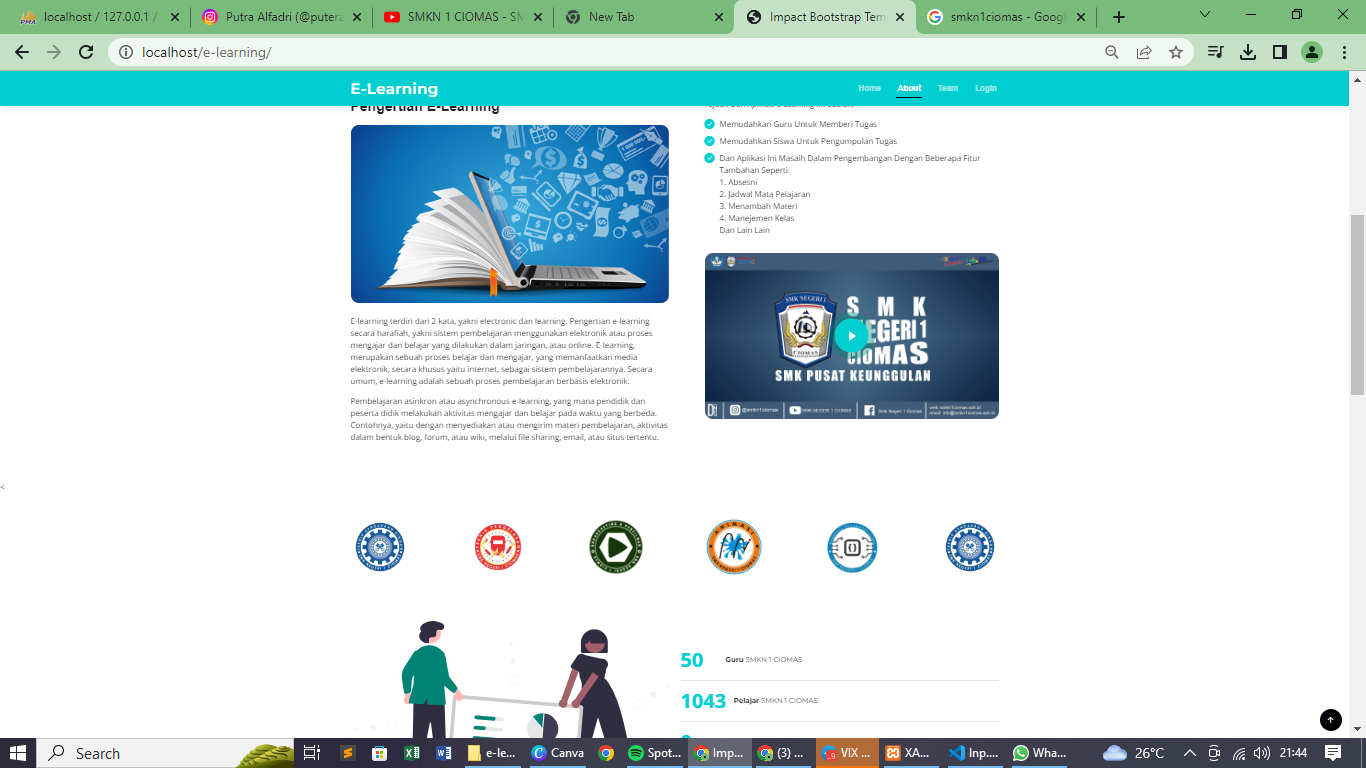 localhost / 127.0.0.1 /
Putra Alfadri (@putera
SMKN 1 CIOMAS - SM
New Tab
Impact Bootstrap Tem
smkn1ciomas - Google
localhost/e-learning/
E-Learning
Home
About
Team
Login
Pengertian E-Learning
Memudahkan Guru Untuk Memberi Tugas
Memudahkan Siswa Untuk Pengumpulan Tugas
Dan Aplikasi Ini Masaih Dalam Pengembangan Dengan Beberapa Fitur
Tambahan Seperti:
1. Absesni
2. Jadwal Mata Pelajaran
3. Menambah Materi
4. Manejemen Kelas
Dan Lain Lain
SMK NEGERI 1
CIOMAS
S M K
NEGERI 1
CIOMAS
SMK PUSAT KEUNGGULAN
@smkn1ciomas
SMK NEGERI 1 CIOMAS
Smk Negeri 1 Ciomas
E-learning terdiri dari 2 kata, yakni electronic dan learning. Pengertian e-learning
secara harafiah, yakni sistem pembelajaran menggunakan elektronik atau proses
mengajar dan belajar yang dilakukan dalam jaringan, atau online. E-learning,
merupakan sebuah proses belajar dan mengajar, yang memanfaatkan media
elektronik, secara khusus yaitu internet, sebagai sistem pembelajarannya. Secara
umum, e-learning adalah sebuah proses pembelajaran berbasis elektronik.
Pembelajaran asinkron atau asynchronous e-learning, yang mana pendidik dan
peserta didik melakukan aktivitas mengajar dan belajar pada waktu yang berbeda.
Contohnya, yaitu dengan menyediakan atau mengirim materi pembelajaran, aktivitas
dalam bentuk blog, forum, atau wiki, melalui file sharing, email, atau situs tertentu.
<
ANIMASI
50 Guru SMKN 1 CIOMAS
1043 Pelajar SMKN 1 CIOMAS
Search
e-le...
Canva
Spot...
Imp...
(3) ...
VIX ...
XA...
Inp...
Wha...
26°C
21:44